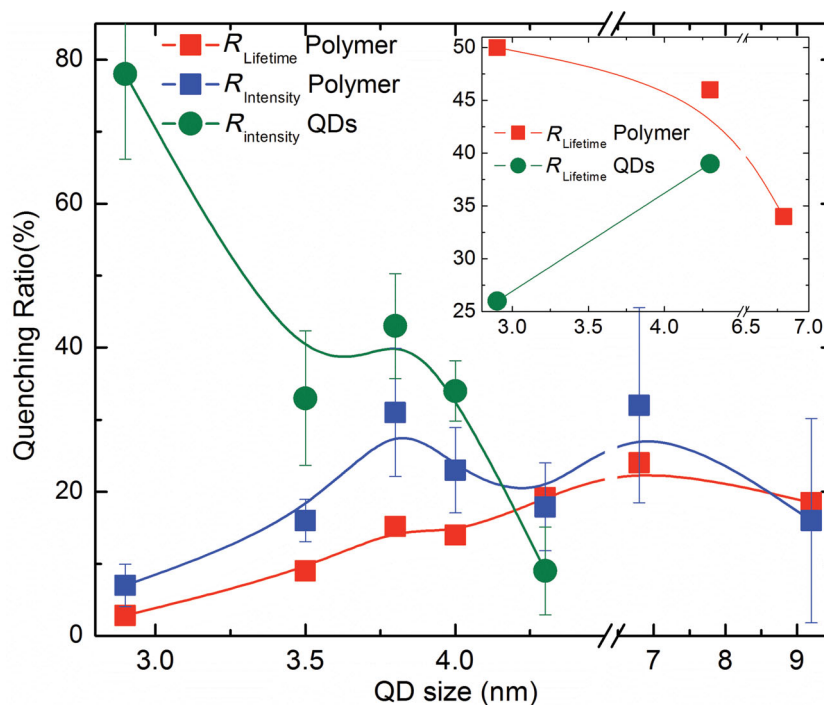 80
60
40
20
0
Quenching Ratio(%)
R Lifetime Polymer
R Intensity Polymer
R intensity QDs
3.0 3.5 4.0 7 8 9
QD size (nm)
50
45
40
35
30
25
R Lifetime Polymer
R Lifetime QDs
3.0 3.5 4.0 6.5 7.0